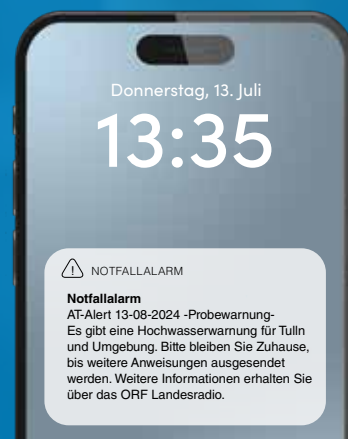 Donnerstag, 13. Juli
13:35
NOTFALLALARM
Notfallalarm
AT-Alert 13-08-2024 -Probewarnung-
Es gibt eine Hochwasserwarnung für Tulln
und Umgebung. Bitte bleiben Sie Zuhause,
bis weitere Anweisungen ausgesendet
werden. Weitere Informationen erhalten Sie
über das ORF Landesradio.